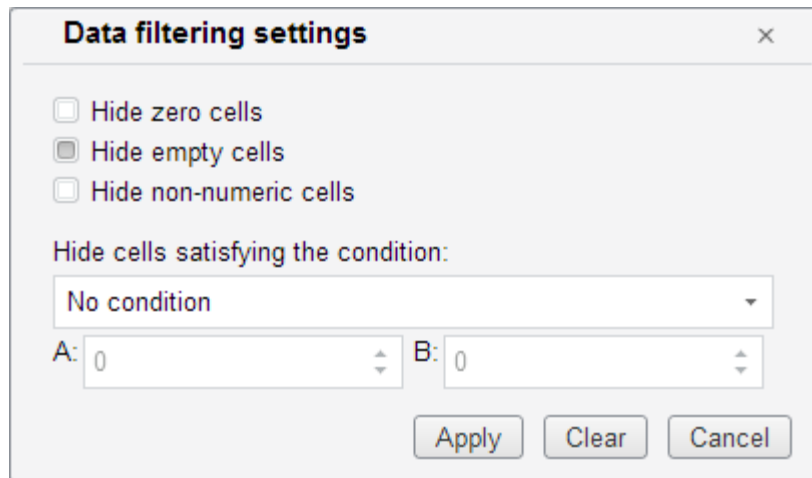 Data filtering settings
Hide zero cells
Hide empty cells
Hide non-numeric cells
Hide cells satisfying the condition:
No condition
A: 0 B: 0
Apply Clear Cancel